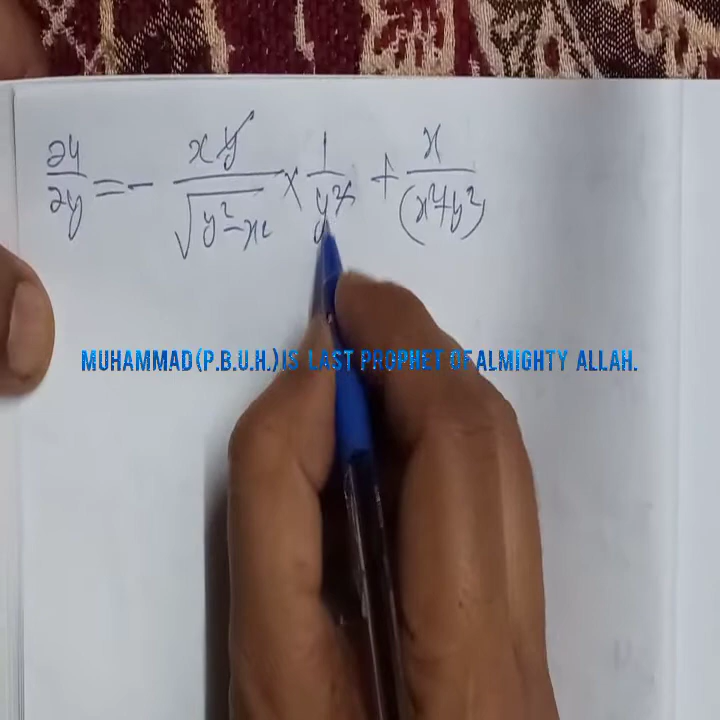 ∂u/∂y = - xy/√(y²-x²) × 1/y² + x/(x²+y²)
MUHAMMAD(P.B.U.H.)IS LAST PROPHET OF ALMIGHTY ALLAH.